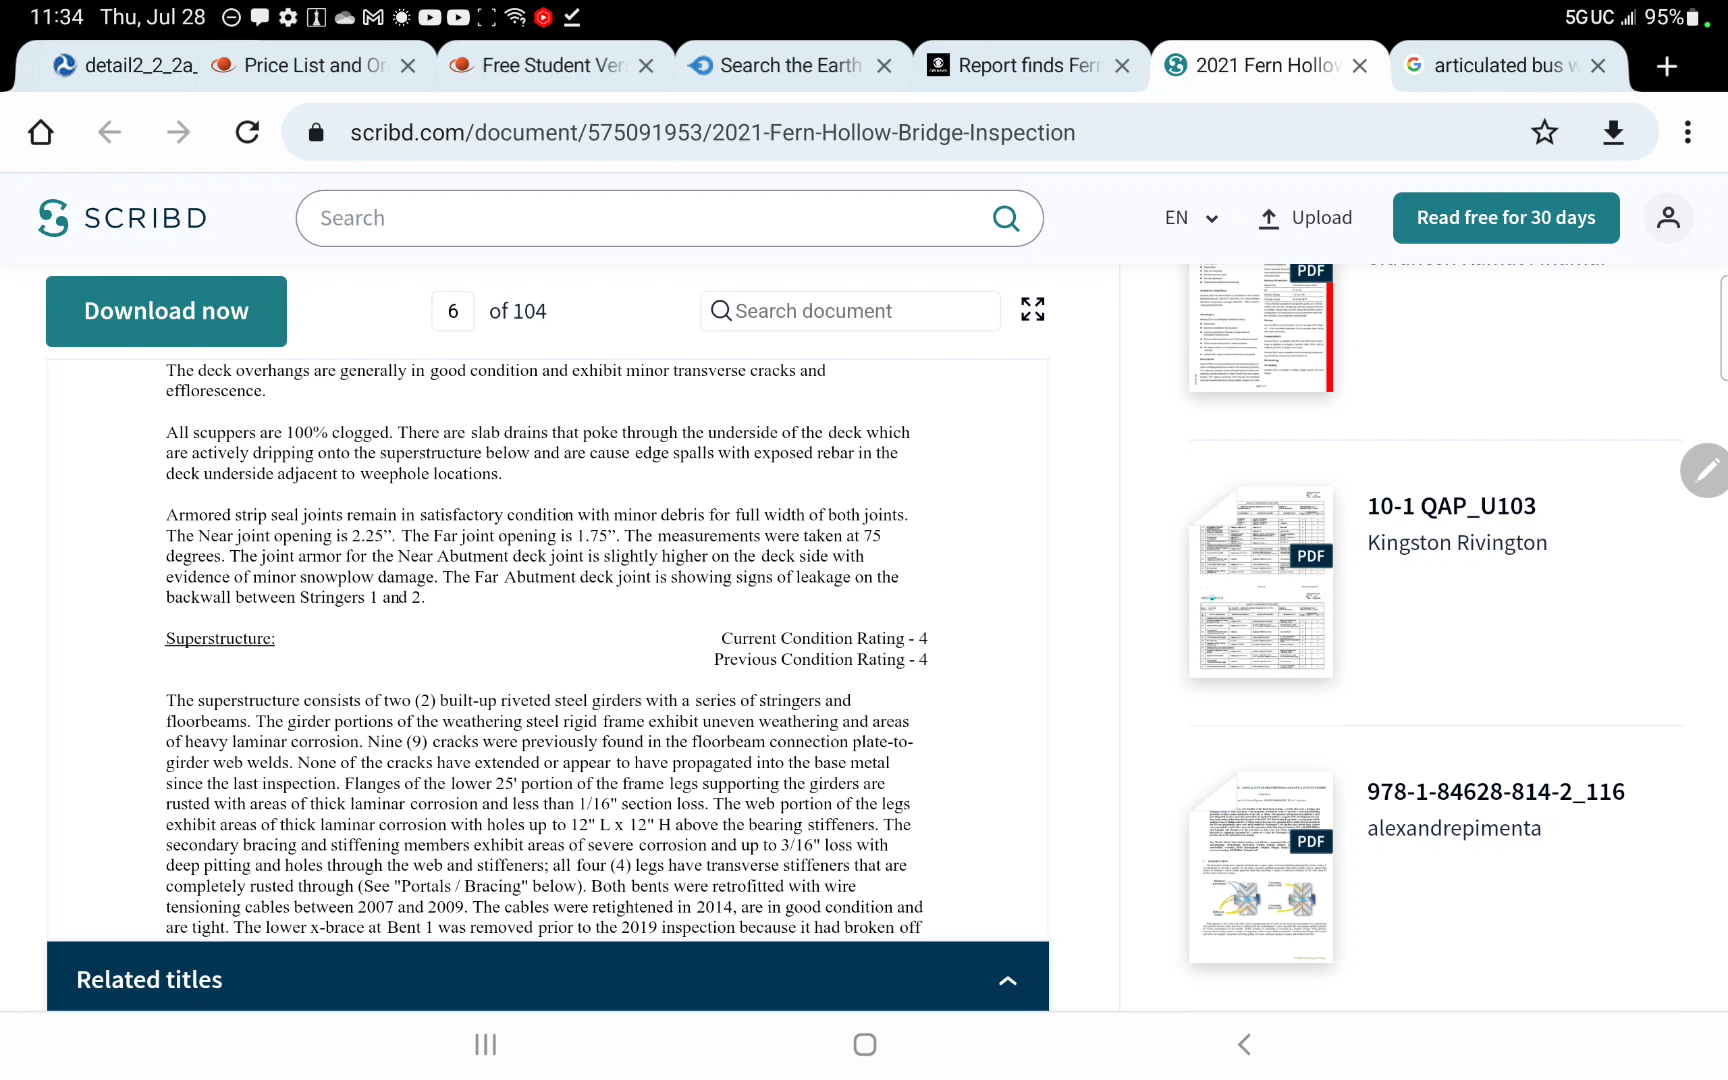 11:34 Thu, Jul 28
5G UC 95%
detail2_2_2a_
Price List and Or
Free Student Ver
Search the Earth
Report finds Fern
2021 Fern Hollow
articulated bus w
scribd.com/document/575091953/2021-Fern-Hollow-Bridge-Inspection
SCRIBD
Search
EN
Upload
Read free for 30 days
Download now
6 of 104
Search document
The deck overhangs are generally in good condition and exhibit minor transverse cracks and
efflorescence.
All scuppers are 100% clogged. There are slab drains that poke through the underside of the deck which
are actively dripping onto the superstructure below and are cause edge spalls with exposed rebar in the
deck underside adjacent to weephole locations.
Armored strip seal joints remain in satisfactory condition with minor debris for full width of both joints.
The Near joint opening is 2.25”. The Far joint opening is 1.75”. The measurements were taken at 75
degrees. The joint armor for the Near Abutment deck joint is slightly higher on the deck side with
evidence of minor snowplow damage. The Far Abutment deck joint is showing signs of leakage on the
backwall between Stringers 1 and 2.
Superstructure:
Current Condition Rating - 4
Previous Condition Rating - 4
The superstructure consists of two (2) built-up riveted steel girders with a series of stringers and
floorbeams. The girder portions of the weathering steel rigid frame exhibit uneven weathering and areas
of heavy laminar corrosion. Nine (9) cracks were previously found in the floorbeam connection plate-to-
girder web welds. None of the cracks have extended or appear to have propagated into the base metal
since the last inspection. Flanges of the lower 25' portion of the frame legs supporting the girders are
rusted with areas of thick laminar corrosion and less than 1/16" section loss. The web portion of the legs
exhibit areas of thick laminar corrosion with holes up to 12" L x 12" H above the bearing stiffeners. The
secondary bracing and stiffening members exhibit areas of severe corrosion and up to 3/16" loss with
deep pitting and holes through the web and stiffeners; all four (4) legs have transverse stiffeners that are
completely rusted through (See "Portals / Bracing" below). Both bents were retrofitted with wire
tensioning cables between 2007 and 2009. The cables were retightened in 2014, are in good condition and
are tight. The lower x-brace at Bent 1 was removed prior to the 2019 inspection because it had broken off
Related titles
PDF
PDF
10-1 QAP_U103
Kingston Rivington
PDF
978-1-84628-814-2_116
alexandrepimenta